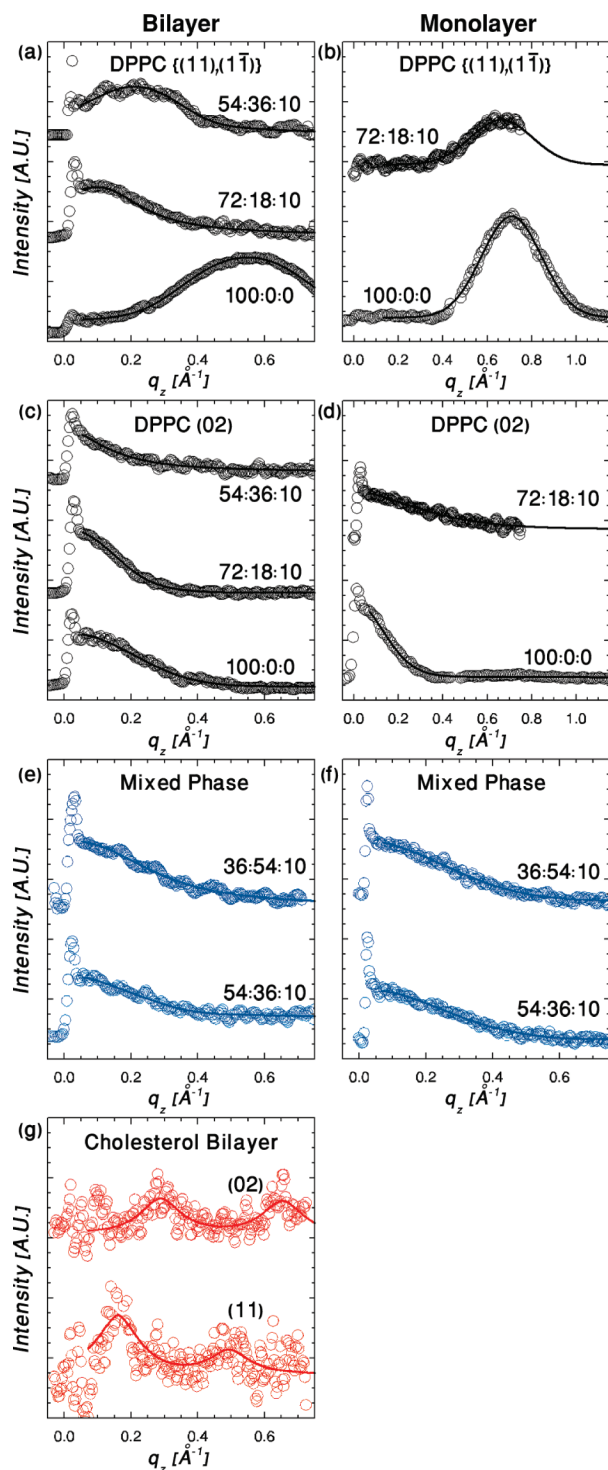 Bilayer
Monolayer
(a)
DPPC {(11),(11̅)}
54:36:10
72:18:10
100:0:0
Intensity [A.U.]
0.0 0.2 0.4 0.6
q_z [Å⁻¹]
(b)
DPPC {(11),(11̅)}
72:18:10
100:0:0
0.0 0.2 0.4 0.6 0.8 1.0
q_z [Å⁻¹]
(c)
DPPC (02)
54:36:10
72:18:10
100:0:0
Intensity [A.U.]
0.0 0.2 0.4 0.6
q_z [Å⁻¹]
(d)
DPPC (02)
72:18:10
100:0:0
0.0 0.2 0.4 0.6 0.8 1.0
q_z [Å⁻¹]
(e)
Mixed Phase
36:54:10
54:36:10
Intensity [A.U.]
0.0 0.2 0.4 0.6
q_z [Å⁻¹]
(f)
Mixed Phase
36:54:10
54:36:10
0.0 0.2 0.4 0.6
q_z [Å⁻¹]
(g)
Cholesterol Bilayer
(02)
(11)
Intensity [A.U.]
0.0 0.2 0.4 0.6
q_z [Å⁻¹]